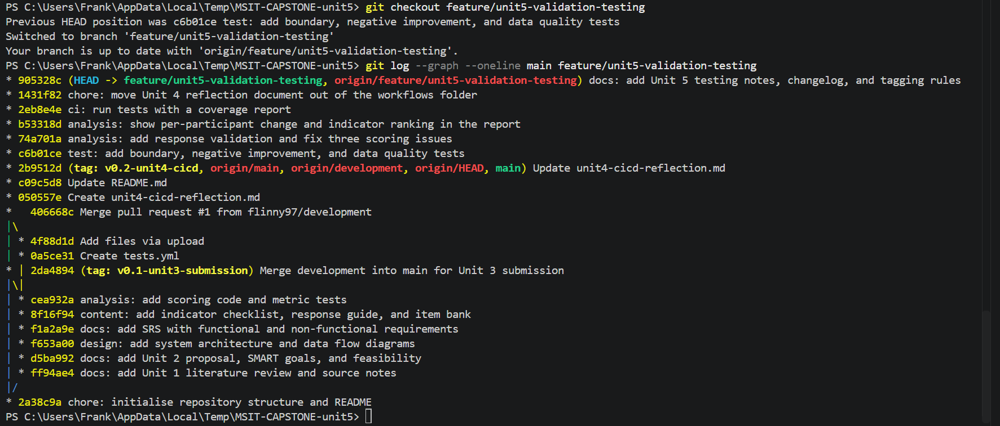 PS C:\Users\Frank\AppData\Local\Temp\MSIT-CAPSTONE-unit5> git checkout feature/unit5-validation-testing
Previous HEAD position was c6b01ce test: add boundary, negative improvement, and data quality tests
Switched to branch 'feature/unit5-validation-testing'
Your branch is up to date with 'origin/feature/unit5-validation-testing'.
PS C:\Users\Frank\AppData\Local\Temp\MSIT-CAPSTONE-unit5> git log --graph --oneline main feature/unit5-validation-testing
* 905328c (HEAD -> feature/unit5-validation-testing, origin/feature/unit5-validation-testing) docs: add Unit 5 testing notes, changelog, and tagging rules
* 1431f82 chore: move Unit 4 reflection document out of the workflows folder
* 2eb8e4e ci: run tests with a coverage report
* b53318d analysis: show per-participant change and indicator ranking in the report
* 74a701a analysis: add response validation and fix three scoring issues
* c6b01ce test: add boundary, negative improvement, and data quality tests
* 2b9512d (tag: v0.2-unit4-cicd, origin/main, origin/development, origin/HEAD, main) Update unit4-cicd-reflection.md
* c09c5d8 Update README.md
* 050557e Create unit4-cicd-reflection.md
*   406668c Merge pull request #1 from flinny97/development
|\
| * 4f88d1d Add files via upload
| * 0a5ce31 Create tests.yml
* | 2da4894 (tag: v0.1-unit3-submission) Merge development into main for Unit 3 submission
|\|
| * cea932a analysis: add scoring code and metric tests
| * 8f16f94 content: add indicator checklist, response guide, and item bank
| * f1a2a9e docs: add SRS with functional and non-functional requirements
| * f653a00 design: add system architecture and data flow diagrams
| * d5ba992 docs: add Unit 2 proposal, SMART goals, and feasibility
| * ff94ae4 docs: add Unit 1 literature review and source notes
|/
* 2a38c9a chore: initialise repository structure and README
PS C:\Users\Frank\AppData\Local\Temp\MSIT-CAPSTONE-unit5>